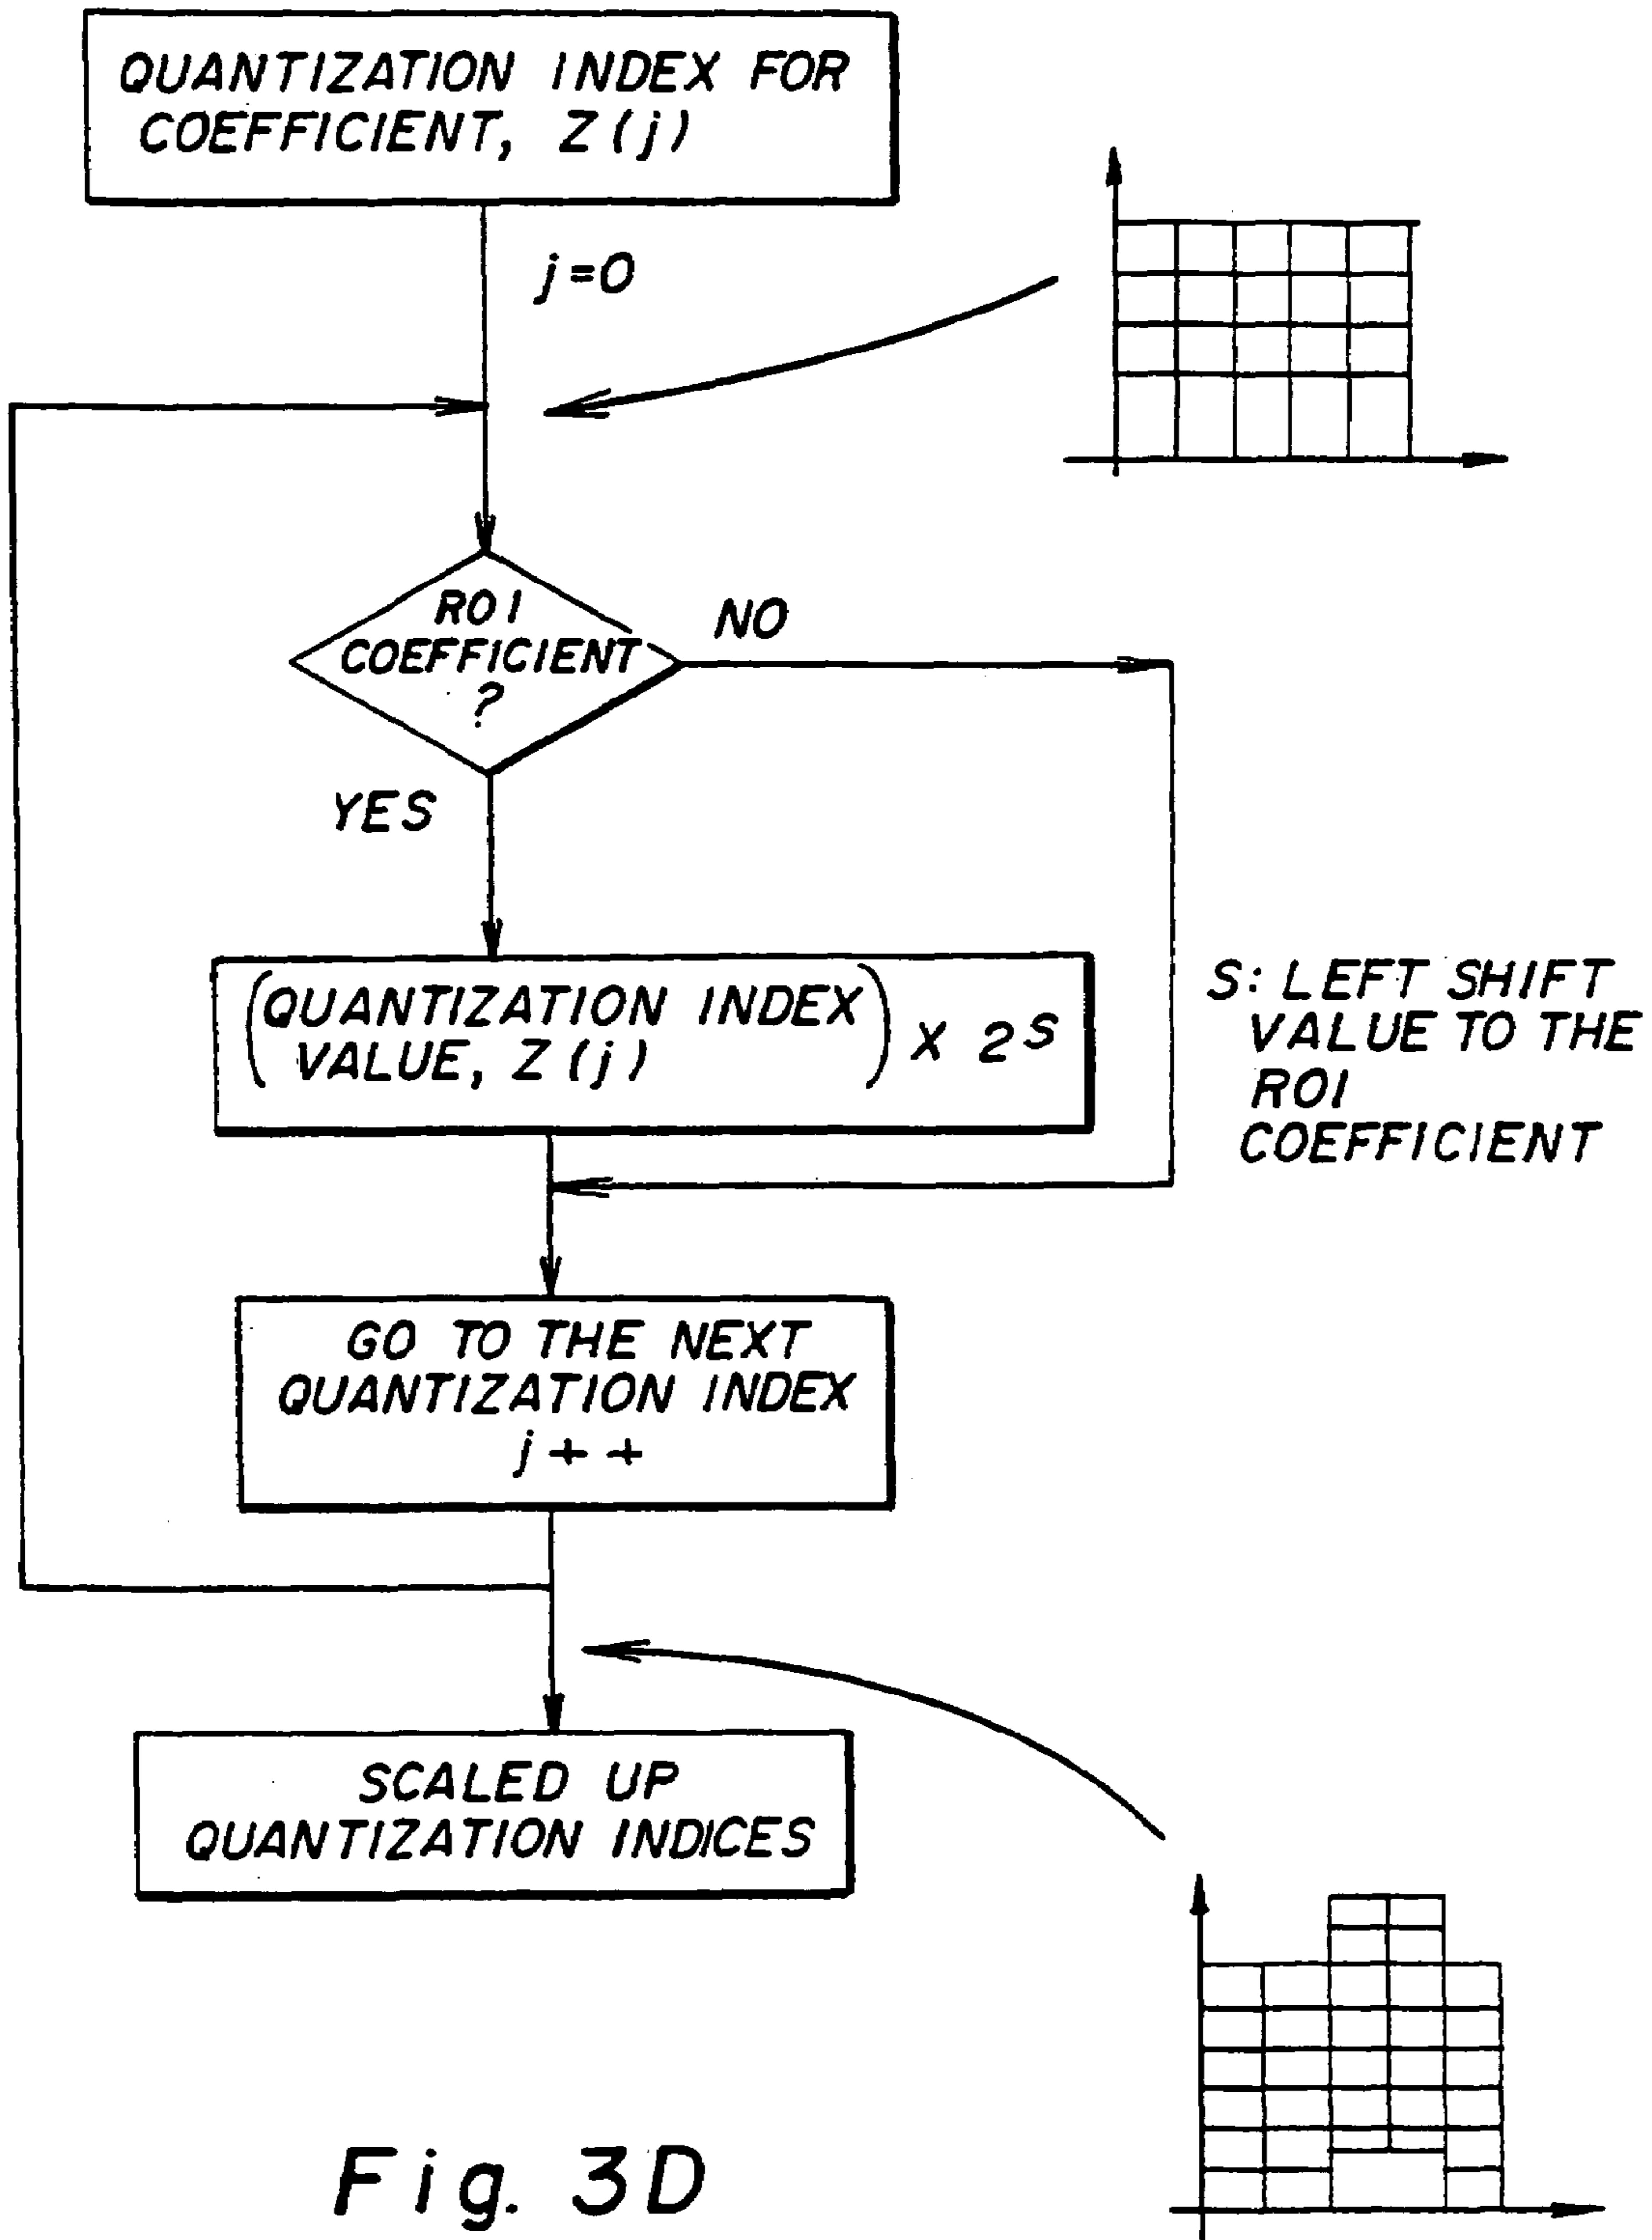 QUANTIZATION INDEX FOR
COEFFICIENT, Z(j)
j=0
ROI
COEFFICIENT
?
NO
YES
(QUANTIZATION INDEX
VALUE, Z(j)) X 2^S
S: LEFT SHIFT
VALUE TO THE
ROI
COEFFICIENT
GO TO THE NEXT
QUANTIZATION INDEX
j++
SCALED UP
QUANTIZATION INDICES
Fig. 3D